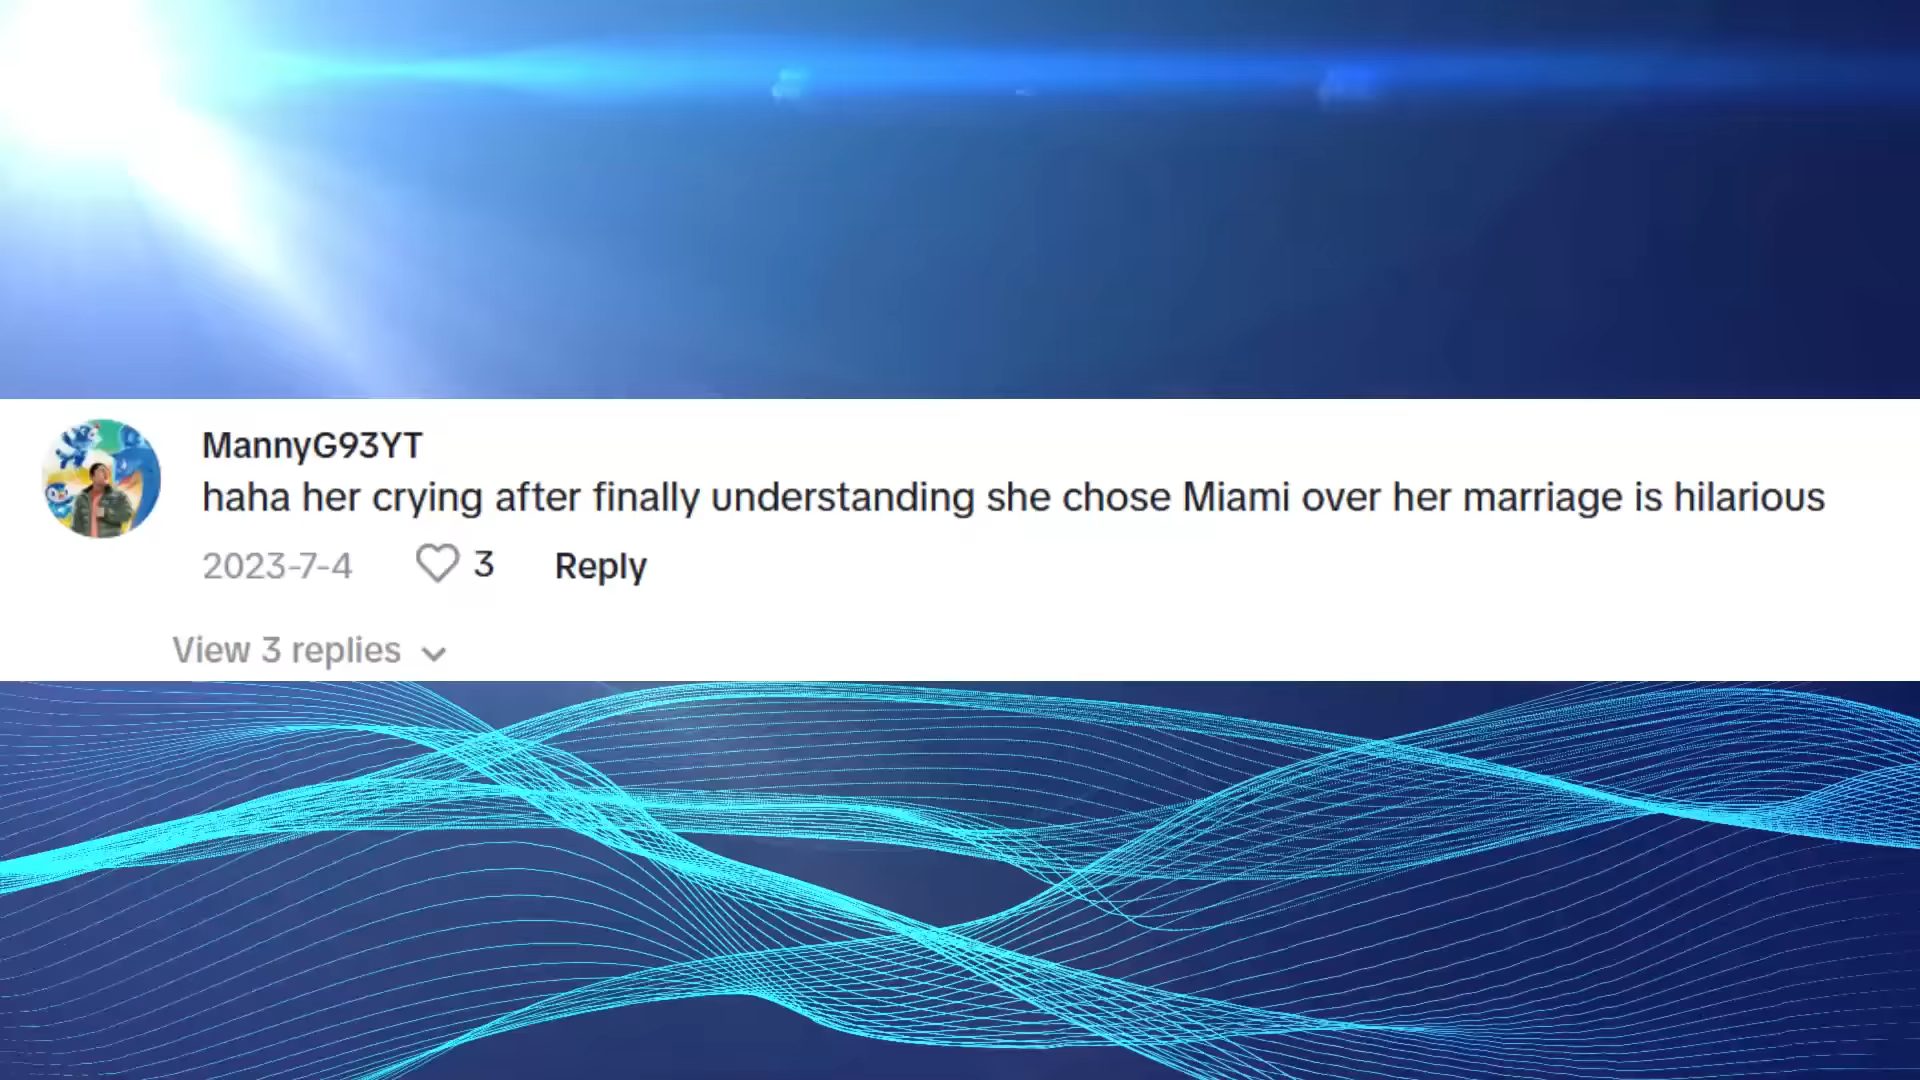 MannyG93YT
haha her crying after finally understanding she chose Miami over her marriage is hilarious
2023-7-4 3 Reply
View 3 replies